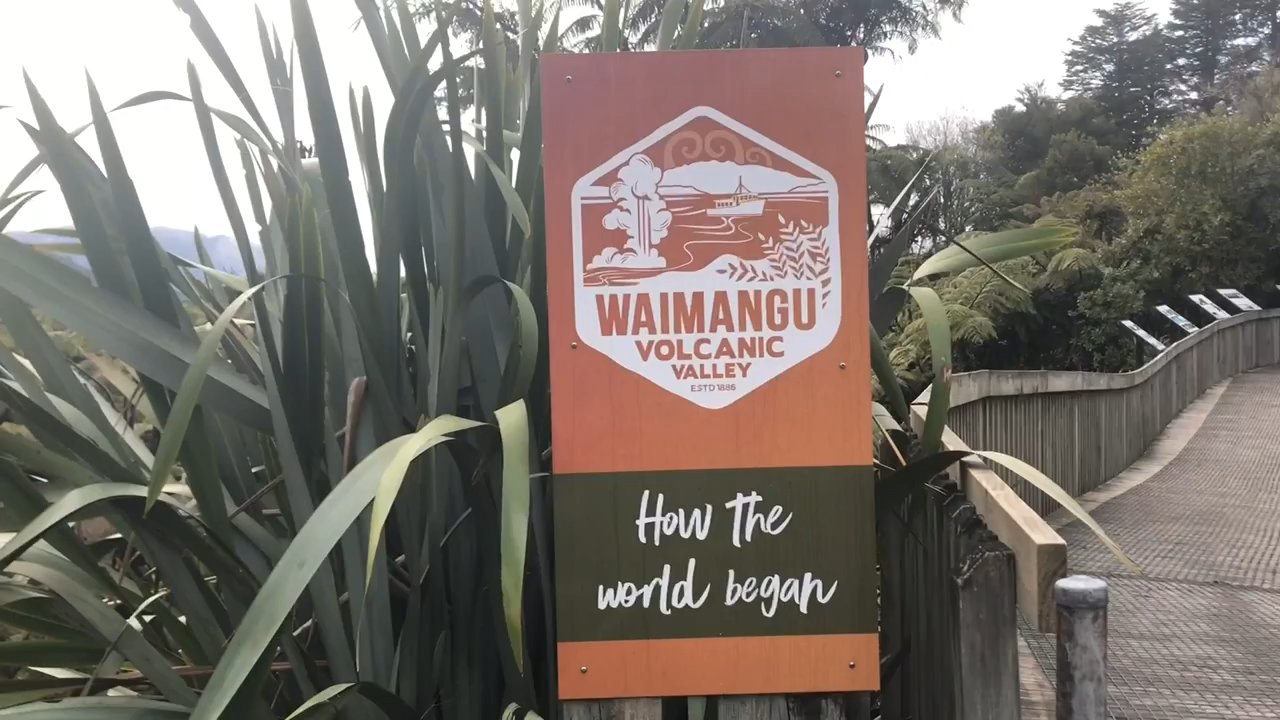 WAIMANGU
VOLCANIC
VALLEY
ESTD 1886
How the
world began